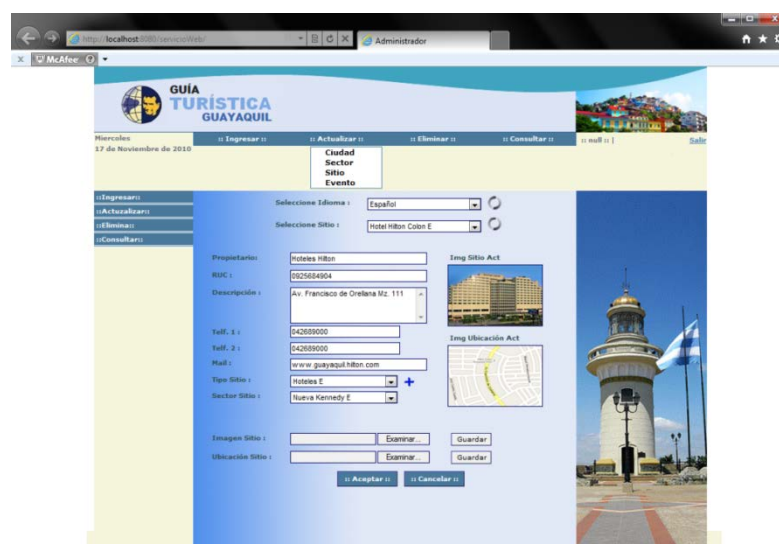 http://localhost:8080/servicioWeb/
Administrador
x McAfee
GUÍA
TURÍSTICA
GUAYAQUIL
Miercoles
17 de Noviembre de 2010
:: Ingresar :: :: Actualizar :: :: Eliminar :: :: Consultar :: :: null :: | Salir
Ciudad
Sector
Sitio
Evento
::Ingresar::
::Actuzalizar::
::Elimina::
::Consultar::
Seleccione Idioma : Español
Seleccione Sitio : Hotel Hilton Colon E
Propietario: Hoteles Hilton Img Sitio Act
RUC : 0925684904
Descripción : Av. Francisco de Orellana Mz. 111
Telf. 1 : 042689000
Img Ubicación Act
Telf. 2 : 042689000
Mail : www.guayaquil.hilton.com
Tipo Sitio : Hoteles E
Sector Sitio : Nueva Kennedy E
Imagen Sitio : Examinar... Guardar
Ubicación Sitio : Examinar... Guardar
:: Aceptar :: :: Cancelar ::